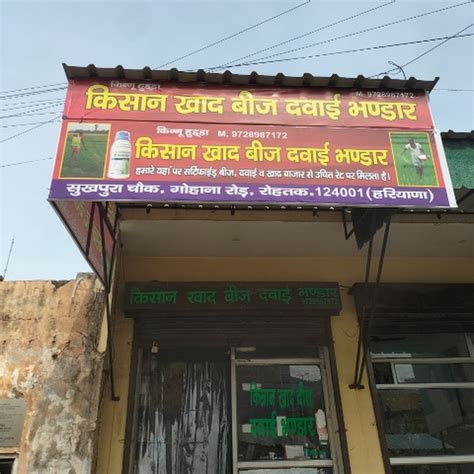 किन्नू हुड्डा M. 9728987172
किसान खाद बीज दवाई भण्डार
किन्नू हुड्डा M. 9728987172
किसान खाद बीज दवाई भण्डार
हमारे यहां पर सर्टिफाईड बीज, दवाई व खाद बाजार से उचित रेट पर मिलता है।
सुखपुरा चौक, गोहाना रोड़, रोहतक.124001 (हरियाणा)
किसान खाद बीज दवाई भण्डार
9728987172
किसान खाद बीज
दवाई भण्डार